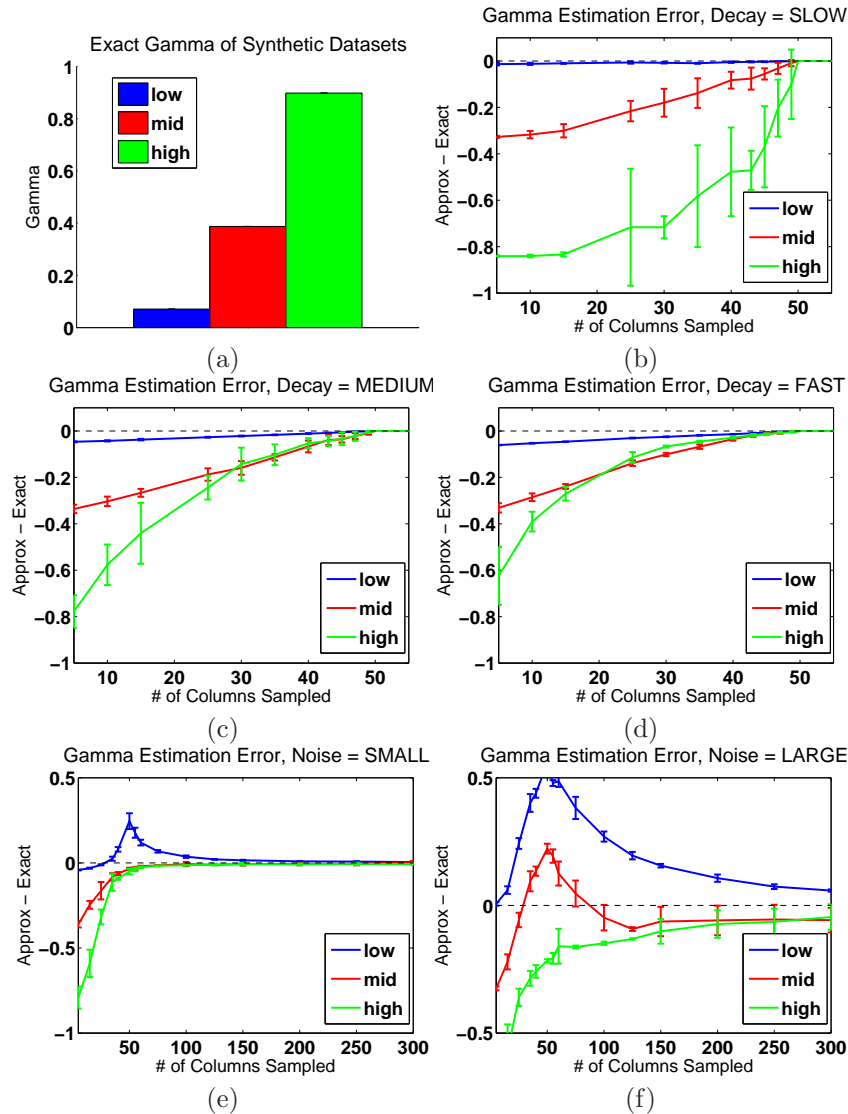 Exact Gamma of Synthetic Datasets
Gamma
1
0.8
0.6
0.4
0.2
0
low
mid
high
(a)
Gamma Estimation Error, Decay = SLOW
Approx − Exact
0
−0.2
−0.4
−0.6
−0.8
−1
10 20 30 40 50
# of Columns Sampled
low
mid
high
(b)
Gamma Estimation Error, Decay = MEDIUM
Approx − Exact
0
−0.2
−0.4
−0.6
−0.8
−1
10 20 30 40 50
# of Columns Sampled
low
mid
high
(c)
Gamma Estimation Error, Decay = FAST
Approx − Exact
0
−0.2
−0.4
−0.6
−0.8
−1
10 20 30 40 50
# of Columns Sampled
low
mid
high
(d)
Gamma Estimation Error, Noise = SMALL
Approx − Exact
0.5
0
−0.5
−1
50 100 150 200 250 300
# of Columns Sampled
low
mid
high
(e)
Gamma Estimation Error, Noise = LARGE
Approx − Exact
0.5
0
−0.5
50 100 150 200 250 300
# of Columns Sampled
low
mid
high
(f)